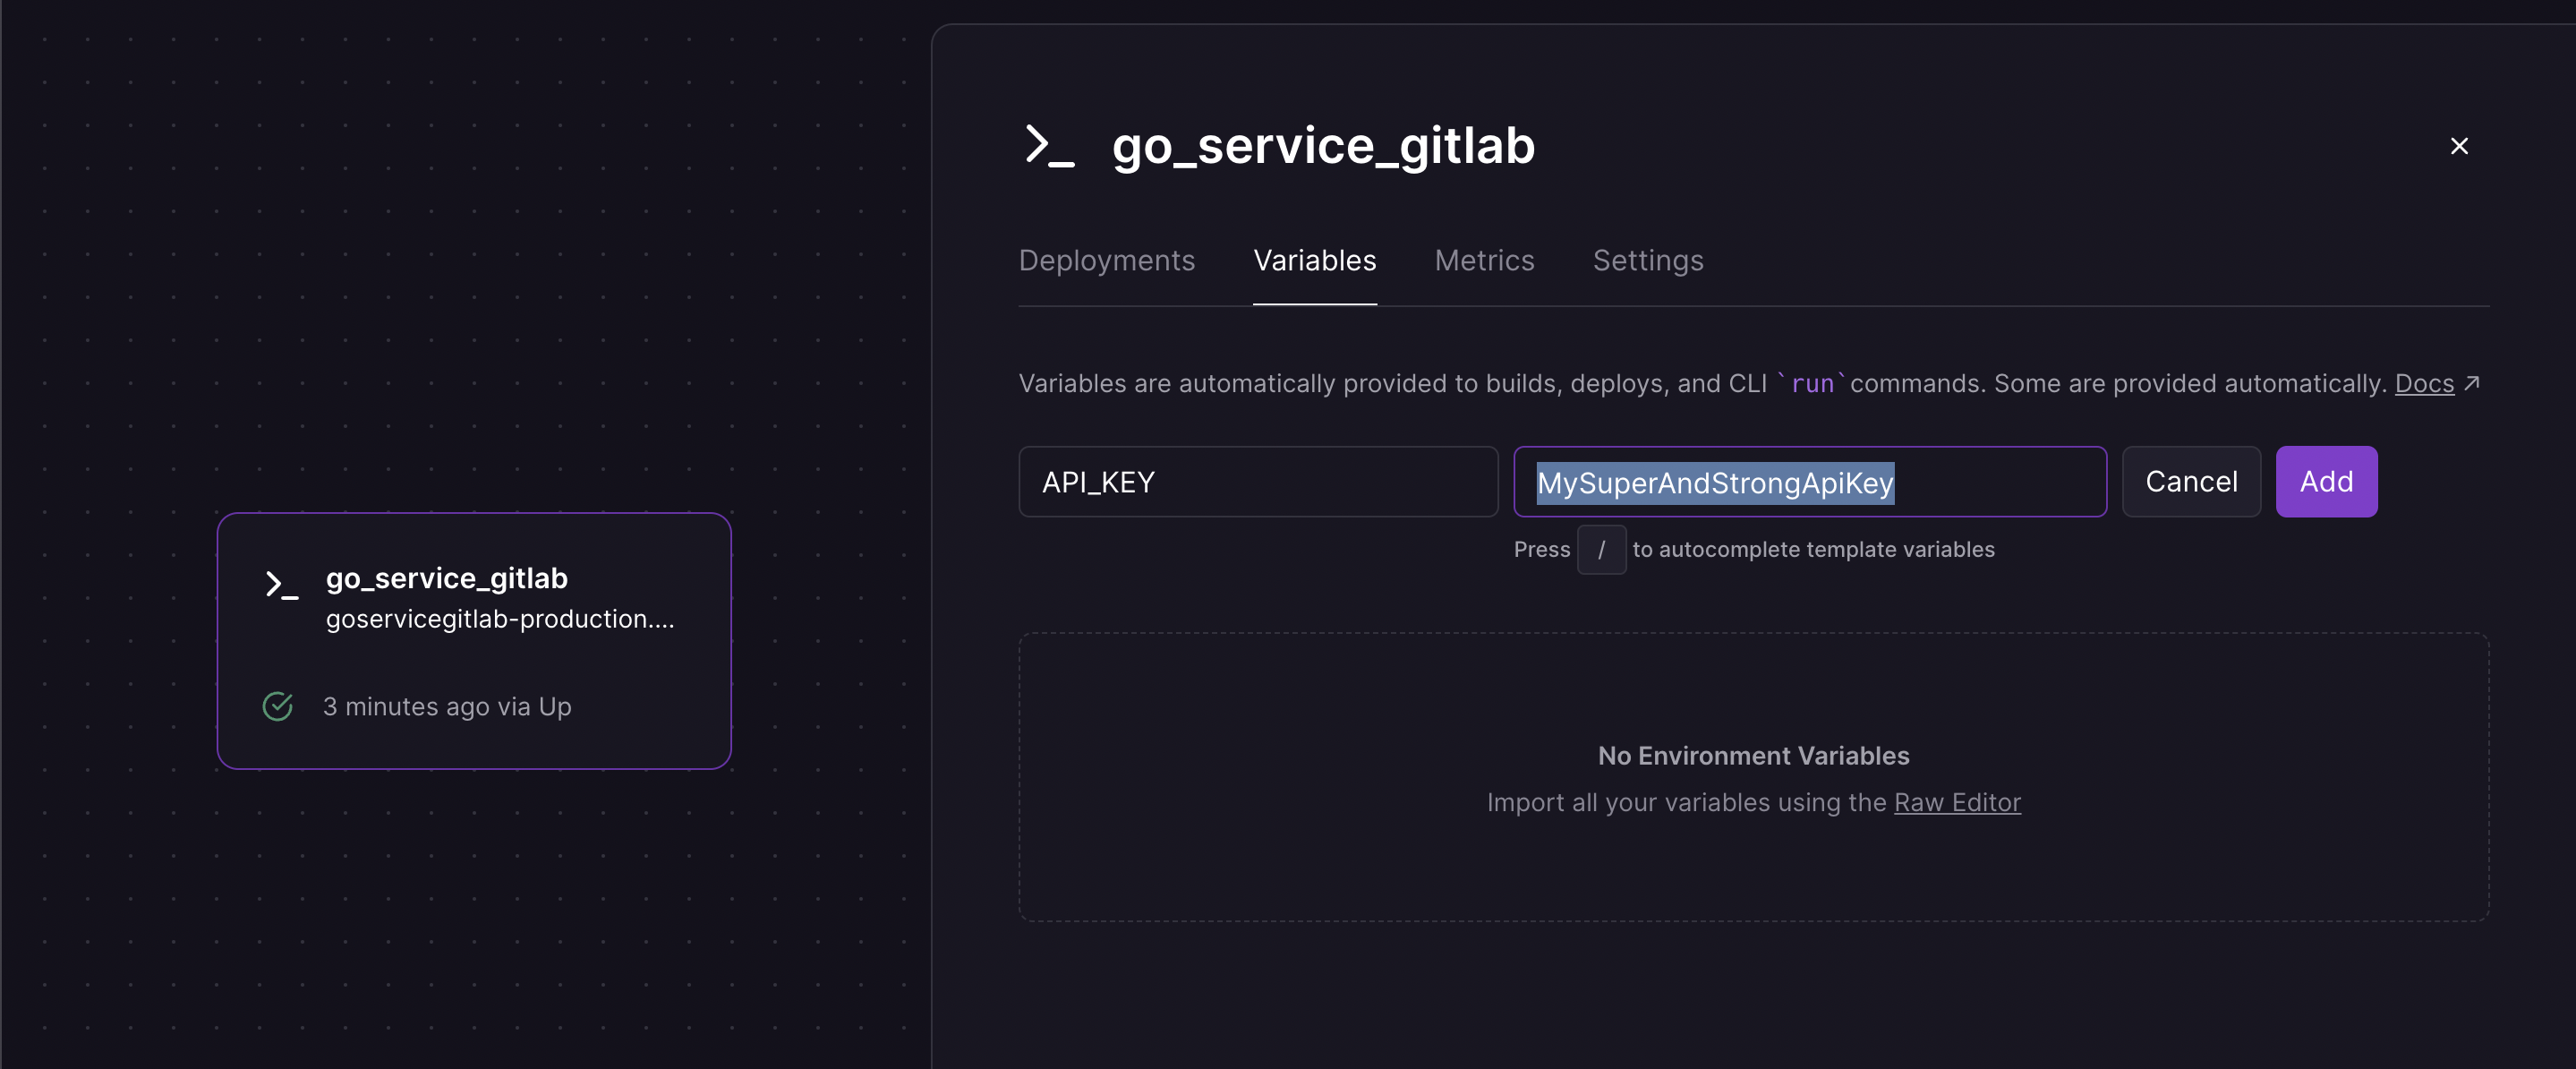 go_service_gitlab
Deployments Variables Metrics Settings
Variables are automatically provided to builds, deploys, and CLI `run` commands. Some are provided automatically. Docs ↗
API_KEY MySuperAndStrongApiKey Cancel Add
Press / to autocomplete template variables
go_service_gitlab
goservicegitlab-production....
3 minutes ago via Up
No Environment Variables
Import all your variables using the Raw Editor